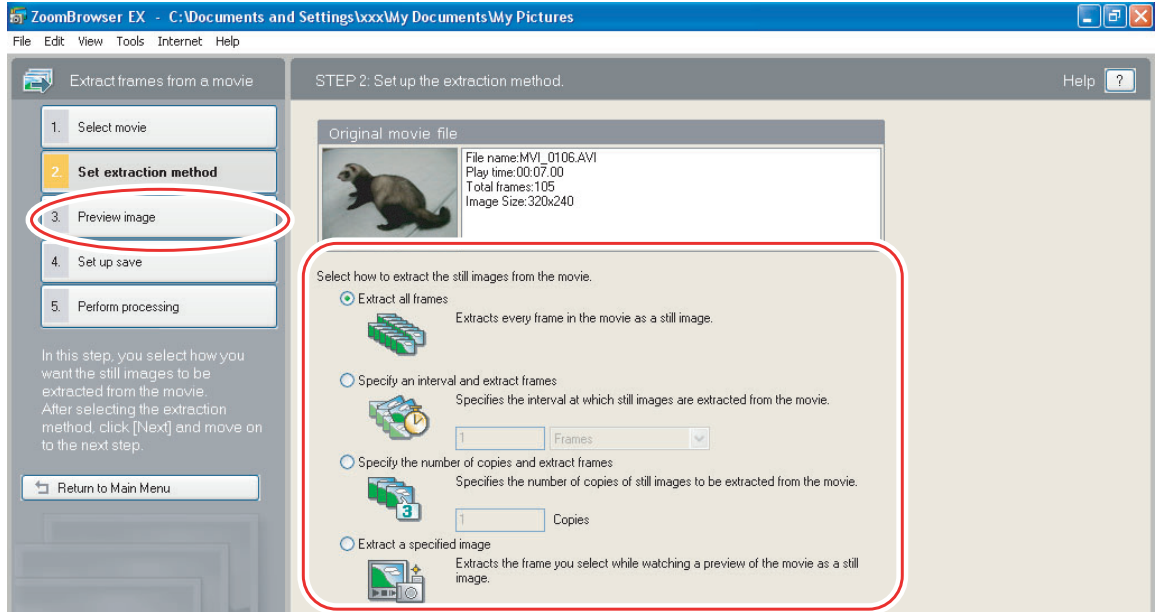 ZoomBrowser EX - C:\Documents and Settings\xxx\My Documents\My Pictures
File Edit View Tools Internet Help
Extract frames from a movie
STEP 2: Set up the extraction method.
Help ?
1. Select movie
2. Set extraction method
3. Preview image
4. Set up save
5. Perform processing
In this step, you select how you
want the still images to be
extracted from the movie.
After selecting the extraction
method, click [Next] and move on
to the next step.
Return to Main Menu
Original movie file
File name:MVI_0106.AVI
Play time:00:07.00
Total frames:105
Image Size:320x240
Select how to extract the still images from the movie.
Extract all frames
Extracts every frame in the movie as a still image.
Specify an interval and extract frames
Specifies the interval at which still images are extracted from the movie.
1 Frames
Specify the number of copies and extract frames
Specifies the number of copies of still images to be extracted from the movie.
3
1 Copies
Extract a specified image
Extracts the frame you select while watching a preview of the movie as a still
image.